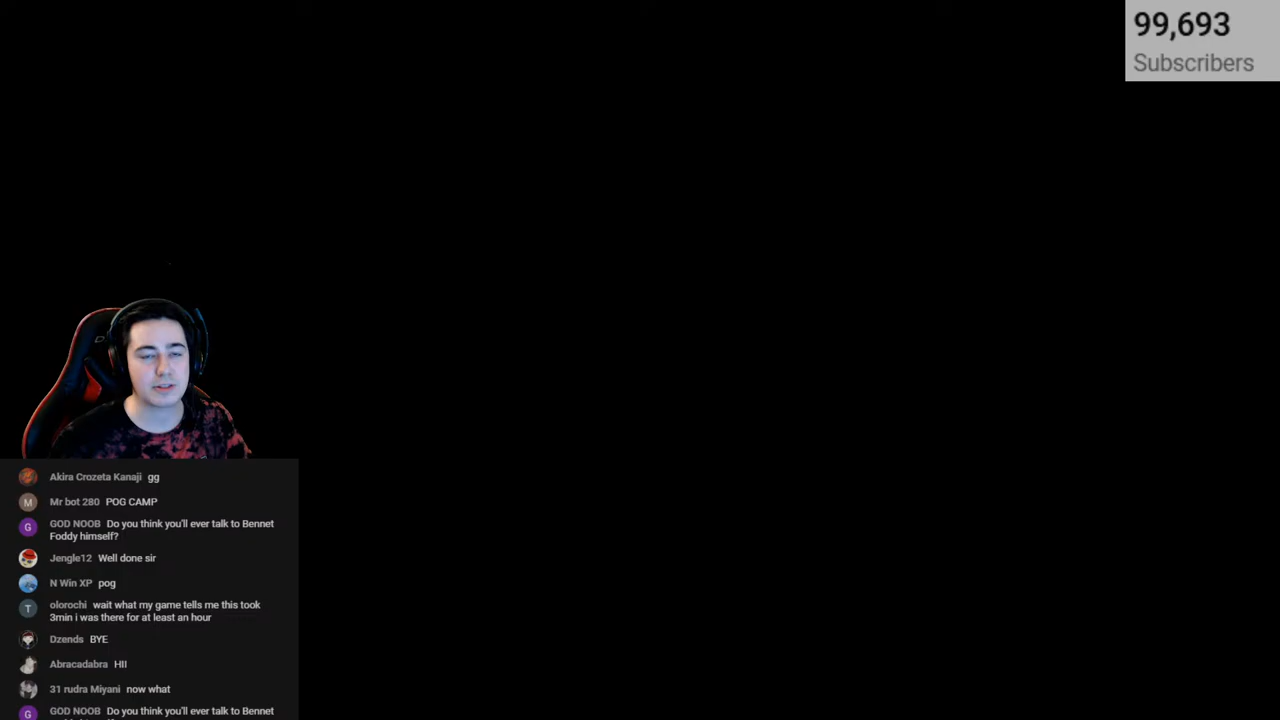 99,693
Subscribers
Akira Crozeta Kanaji gg
M Mr bot 280 POG CAMP
GOD NOOB Do you think you'll ever talk to Bennet
G
Foddy himself?
Jengle12 Well done sir
N Win XP pog
olorochi wait what my game tells me this took
T
3min i was there for at least an hour
Dzends BYE
Abracadabra HII
31 rudra Miyani now what
GOD NOOB Do you think you'll ever talk to Bennet
G